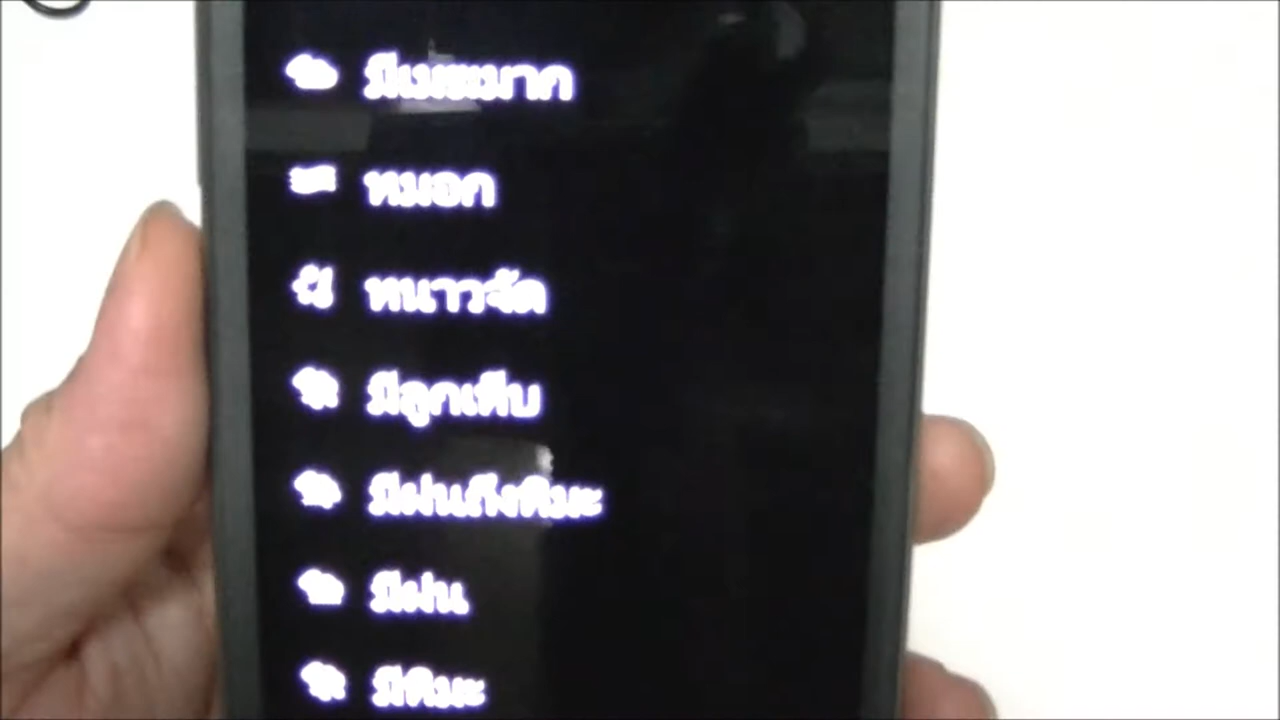 มีเมฆมาก
หมอก
หนาวจัด
มีลูกเห็บ
มีฝนกึ่งหิมะ
มีฝน
มีหิมะ